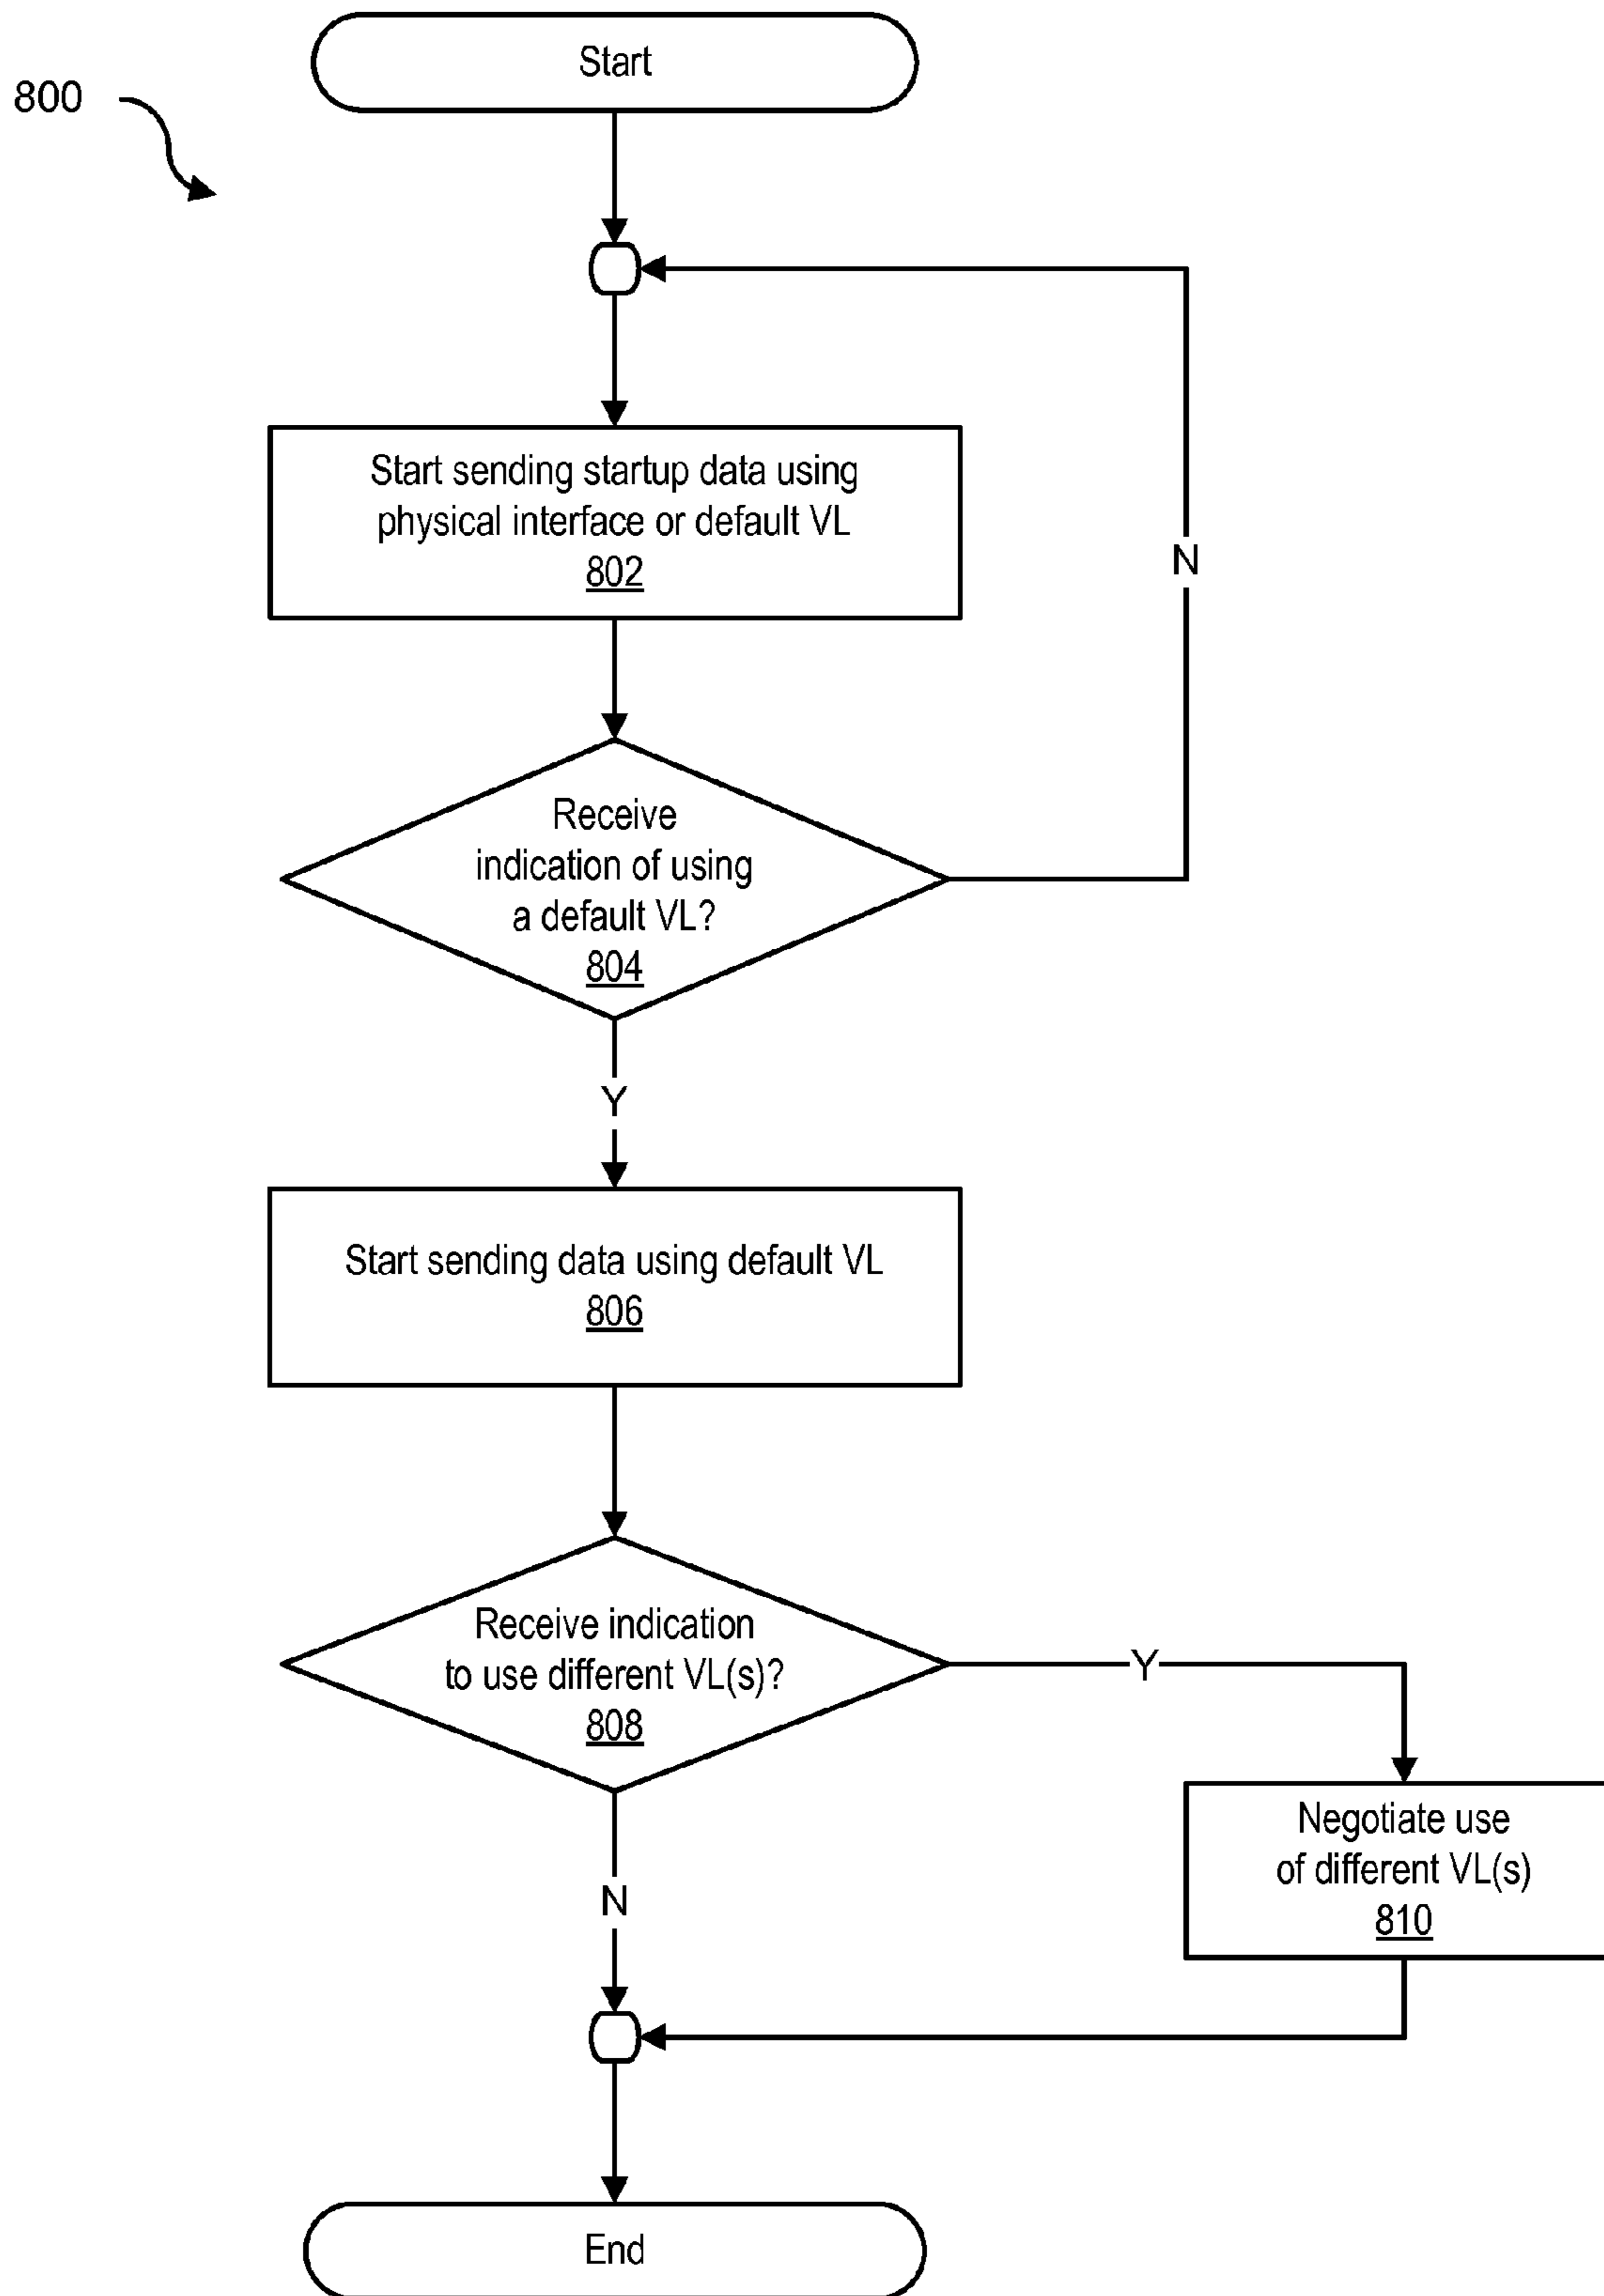 Start
800
Start sending startup data using
physical interface or default VL
802
N
Receive
indication of using
a default VL?
804
Y
Start sending data using default VL
806
Receive indication
to use different VL(s)?
808
Y
Negotiate use
of different VL(s)
810
N
End